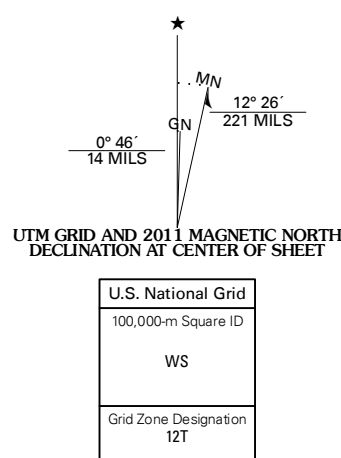 ★
MN
GN
12° 26´
221 MILS
0° 46´
14 MILS
UTM GRID AND 2011 MAGNETIC NORTH
DECLINATION AT CENTER OF SHEET
U.S. National Grid
100,000-m Square ID
WS
Grid Zone Designation
12T